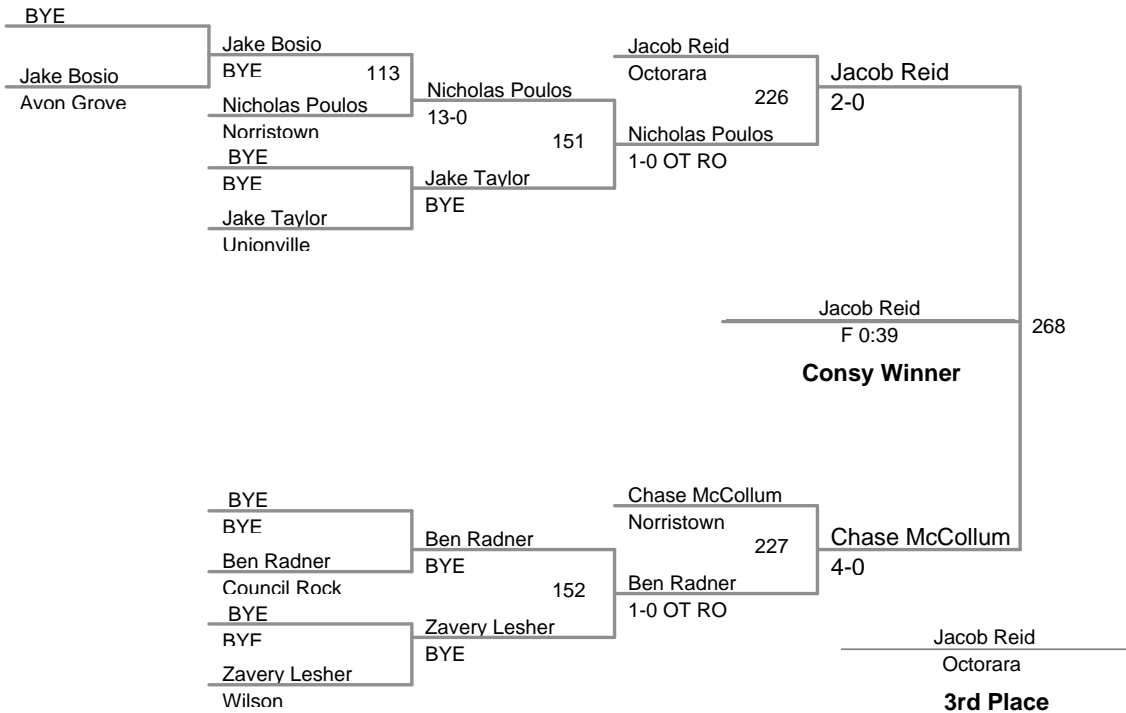 BYE
Jake Bosio
Avon Grove
Jake Bosio
BYE
113
Nicholas Poulos
Norristown
BYE
BYE
Jake Taylor
Unionville
Nicholas Poulos
13-0
151
Jake Taylor
BYE
Jacob Reid
Octorara
226
Nicholas Poulos
1-0 OT RO
Jacob Reid
2-0
Jacob Reid
F 0:39
268
Consy Winner
BYE
BYE
Ben Radner
Council Rock
BYE
BYE
Zavery Lesher
Wilson
Ben Radner
BYE
152
Zavery Lesher
BYE
Chase McCollum
Norristown
227
Ben Radner
1-0 OT RO
Chase McCollum
4-0
Jacob Reid
Octorara
3rd Place